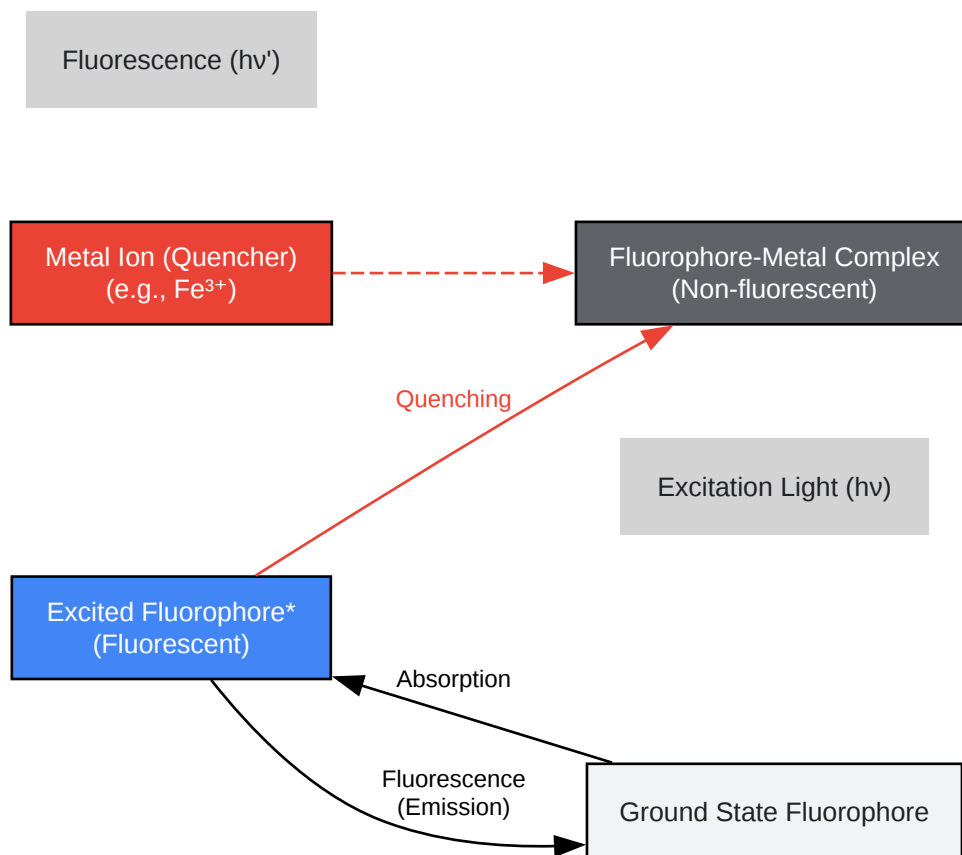 Fluorescence (hν')
Metal Ion (Quencher)
(e.g., Fe³⁺)
Fluorophore-Metal Complex
(Non-fluorescent)
Quenching
Excitation Light (hν)
Excited Fluorophore*
(Fluorescent)
Absorption
Fluorescence
(Emission)
Ground State Fluorophore